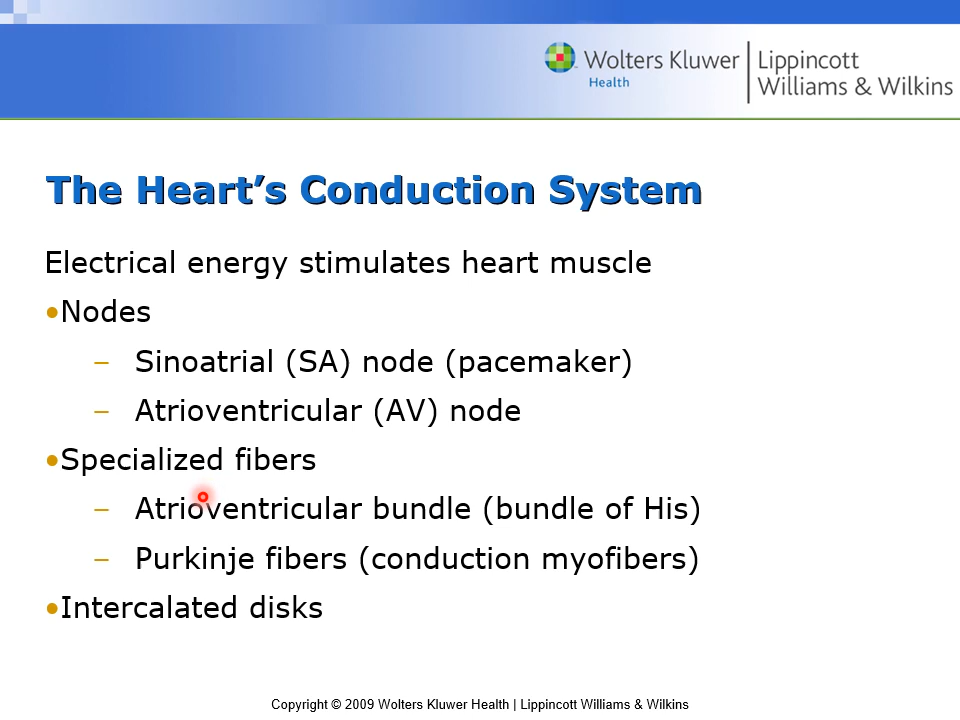 Wolters Kluwer
Health
Lippincott
Williams & Wilkins
The Heart’s Conduction System
Electrical energy stimulates heart muscle
•Nodes
– Sinoatrial (SA) node (pacemaker)
– Atrioventricular (AV) node
•Specialized fibers
– Atrioventricular bundle (bundle of His)
– Purkinje fibers (conduction myofibers)
•Intercalated disks
Copyright © 2009 Wolters Kluwer Health | Lippincott Williams & Wilkins